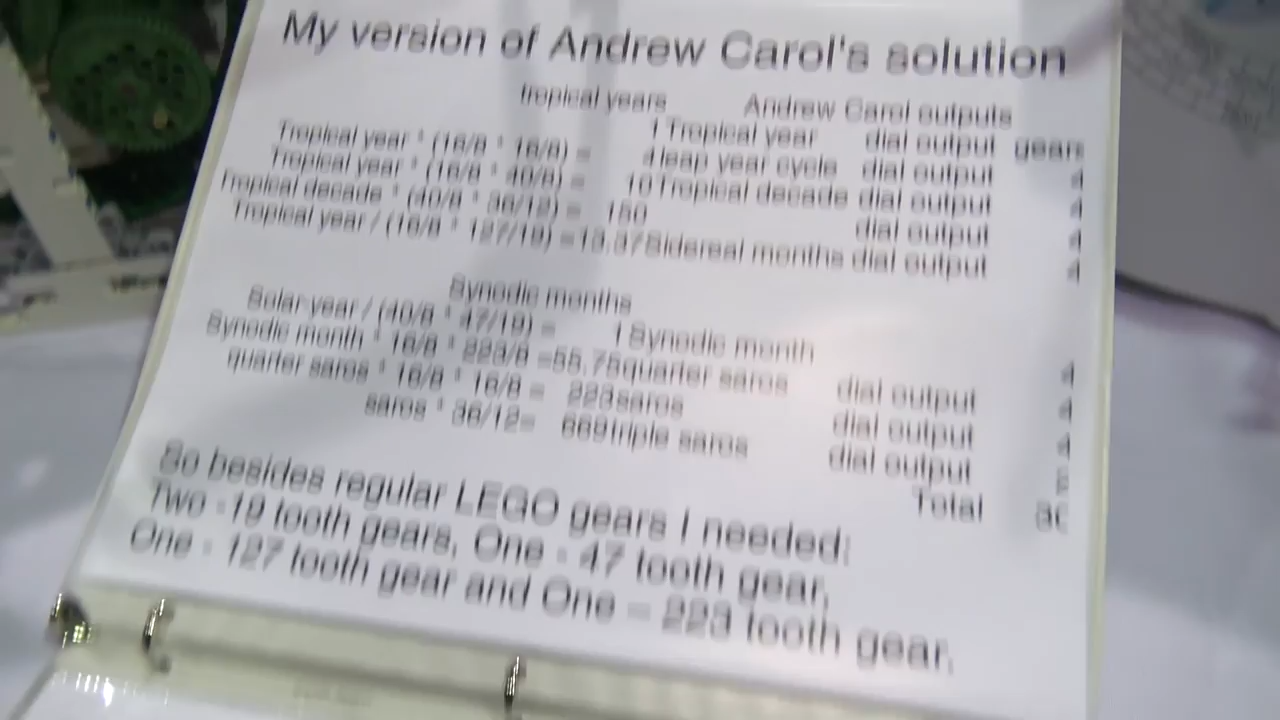 My version of Andrew Carol's solution
tropical years Andrew Carol outputs
gears
Tropical year * (16/8 * 16/8) = 1 Tropical year dial output 4
Tropical year * (16/8 * 40/8) = 4 leap year cycle dial output 4
Tropical decade * (40/8 * 36/12) = 10 Tropical decade dial output 4
Tropical year / (16/8 * 127/19) = 150 dial output 4
13.37 Sidereal months dial output
Synodic months
Solar year / (40/8 * 47/19) = 1 Synodic month 4
Synodic month * 16/8 * 223/8 = 55.75 quarter saros dial output 4
quarter saros * 16/8 * 16/8 = 223 saros dial output 4
saros * 36/12 = 669 triple saros dial output
Total
So besides regular LEGO gears I needed:
Two - 19 tooth gears, One - 47 tooth gear,
One - 127 tooth gear and One - 223 tooth gear.